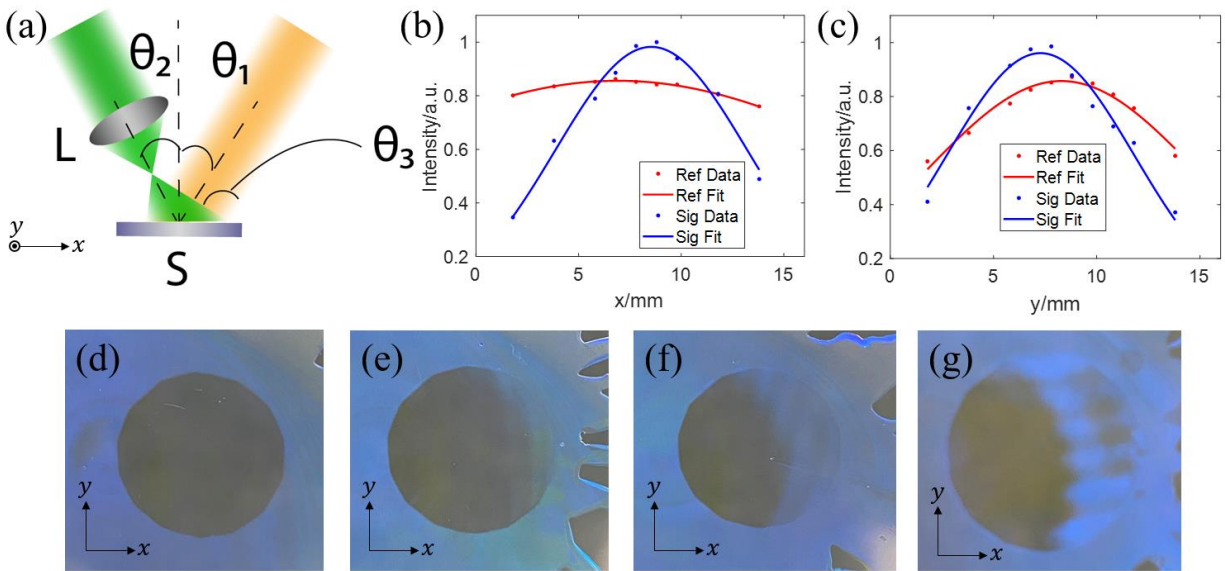 (a)
θ2
θ1
θ3
L
S
y
x
(b)
Intensity/a.u.
1
0.8
0.6
0.4
0.2
0
5
10
15
x/mm
Ref Data
Ref Fit
Sig Data
Sig Fit
(c)
Intensity/a.u.
1
0.8
0.6
0.4
0.2
0
5
10
15
y/mm
Ref Data
Ref Fit
Sig Data
Sig Fit
(d)
y
x
(e)
y
x
(f)
y
x
(g)
y
x